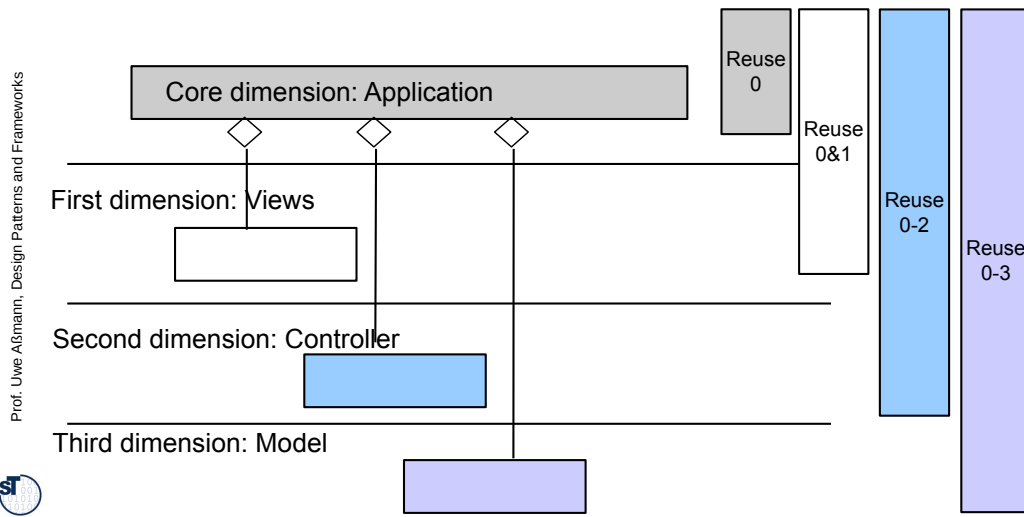 Prof. Uwe Aßmann, Design Patterns and Frameworks
Core dimension: Application
First dimension: Views
Second dimension: Controller
Third dimension: Model
Reuse
0
Reuse
0&1
Reuse
0-2
Reuse
0-3
ST